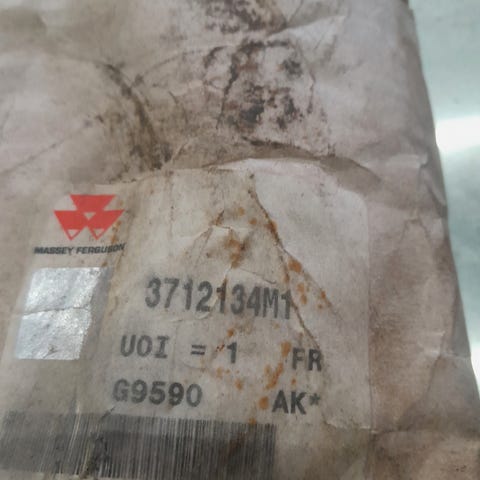 MASSEY FERGUSON
3712134M1
UOI = 1 FR
G9590 AK*